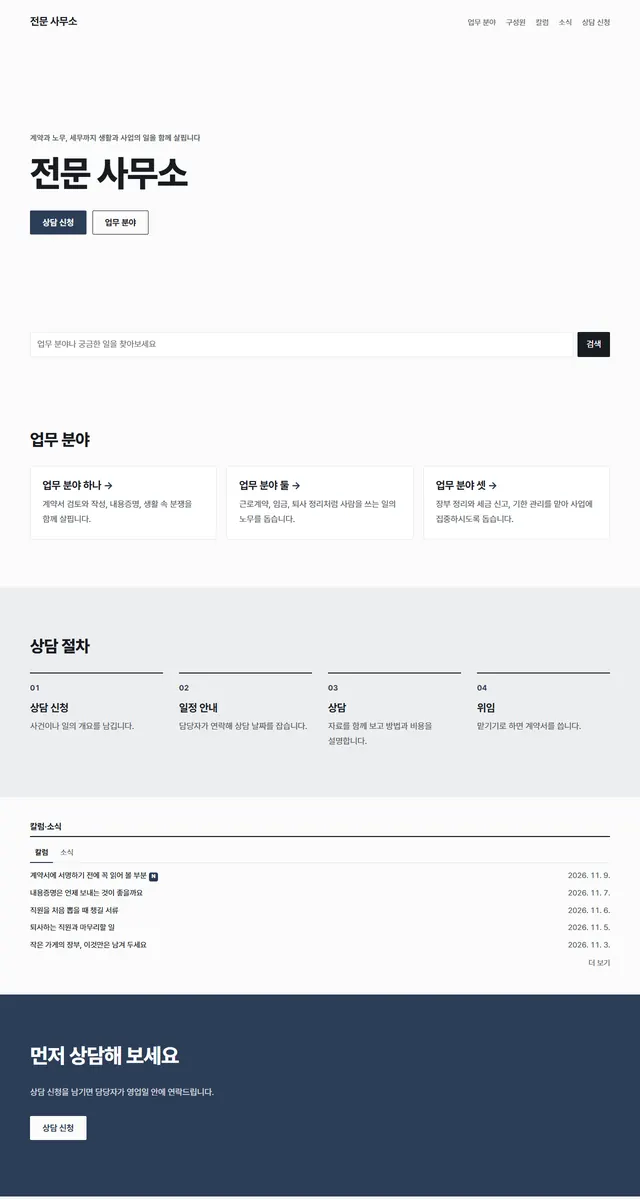 전문 사무소
업무 분야 구성원 칼럼 소식 상담 신청
계약과 노무, 세무까지 생활과 사업의 일을 함께 살핍니다
전문 사무소
상담 신청 업무 분야
업무 분야나 궁금한 일을 찾아보세요 검색
업무 분야
업무 분야 하나 →
계약서 검토와 작성, 내용증명, 생활 속 분쟁을
함께 살핍니다.
업무 분야 둘 →
근로계약, 임금, 퇴사 정리처럼 사람을 쓰는 일의
노무를 돕습니다.
업무 분야 셋 →
장부 정리와 세금 신고, 기한 관리를 맡아 사업에
집중하시도록 돕습니다.
상담 절차
01
상담 신청
사건이나 일의 개요를 남깁니다.
02
일정 안내
담당자가 연락해 상담 날짜를 잡습니다.
03
상담
자료를 함께 보고 방법과 비용을
설명합니다.
04
위임
맡기기로 하면 계약서를 씁니다.
칼럼·소식
칼럼 소식
계약서에 서명하기 전에 꼭 읽어 볼 부분 N 2026. 11. 9.
내용증명은 언제 보내는 것이 좋을까요 2026. 11. 7.
직원을 처음 뽑을 때 챙길 서류 2026. 11. 6.
퇴사하는 직원과 마무리할 일 2026. 11. 5.
작은 가게의 장부, 이것만은 남겨 두세요 2026. 11. 3.
더 보기
먼저 상담해 보세요
상담 신청을 남기면 담당자가 영업일 안에 연락드립니다.
상담 신청